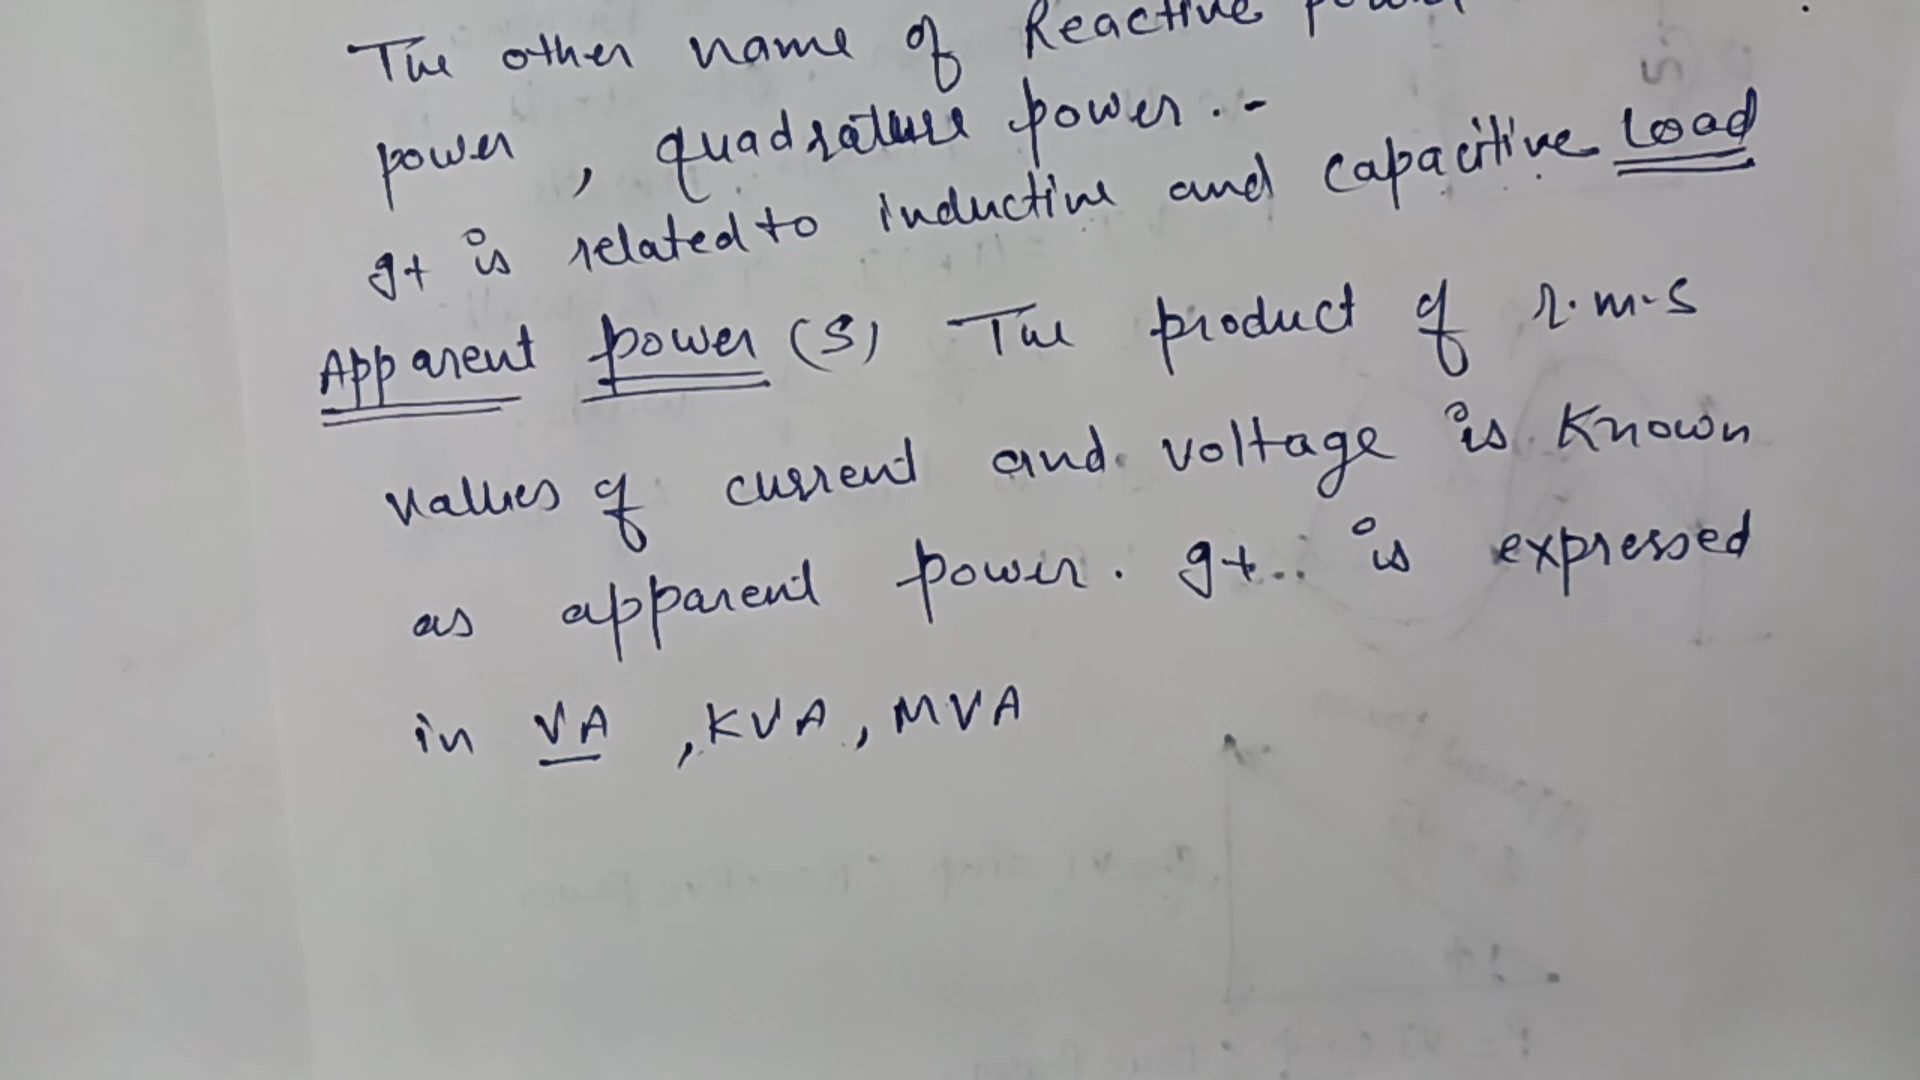 The other name of Reactive power
power , quadrature power . -
It is related to inductive and capacitive Load
Apparent power (S) The product of r.m.s
values of current and voltage is known
as apparent power. It is expressed
in VA , KVA , MVA